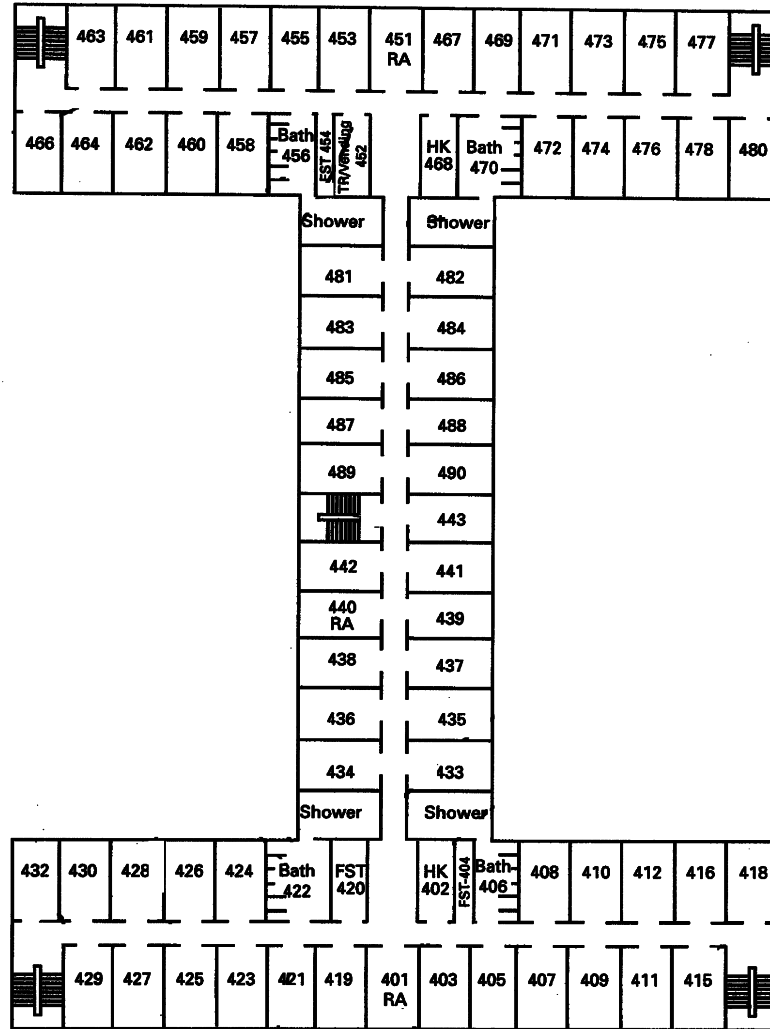 463 461 459 457 455 453 451 467 469 471 473 475 477
RA
466 464 462 460 458 Bath 456 FST 454 TR/Vending 452 HK 468 Bath 470 472 474 476 478 480
Shower Shower
481 482
483 484
485 486
487 488
489 490
443
442 441
440 439
RA
438 437
436 435
434 433
Shower Shower
432 430 428 426 424 Bath 422 FST 420 HK 402 FST-404 Bath 406 408 410 412 416 418
429 427 425 423 421 419 401 403 405 407 409 411 415
RA